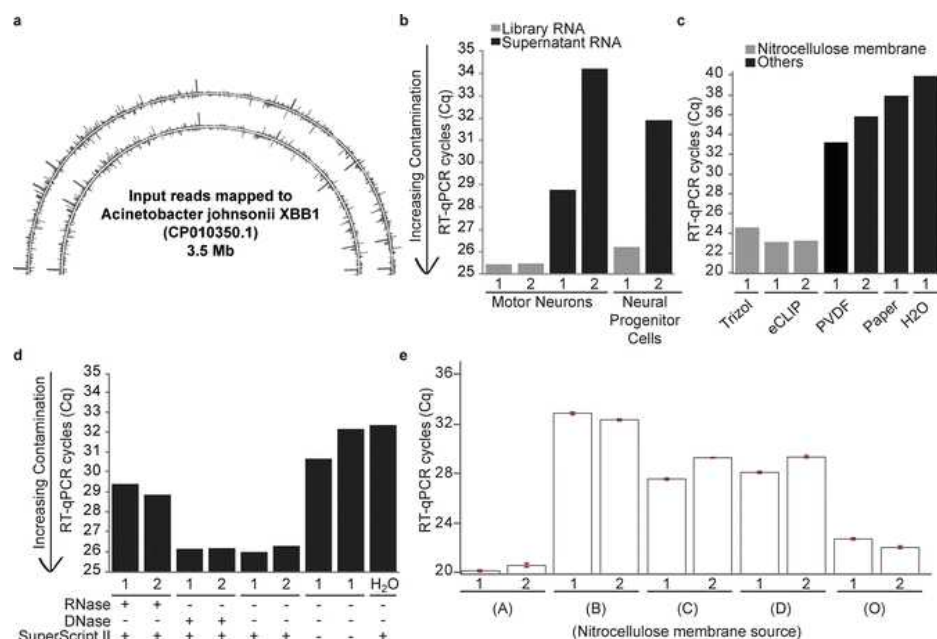 a
Input reads mapped to
Acinetobacter johnsonii XBB1
(CP010350.1)
3.5 Mb
b
Library RNA
Supernatant RNA
Increasing Contamination
RT-qPCR cycles (Cq)
35
34
33
32
31
30
29
28
27
26
25
1 2 1 2 1 2
Motor Neurons
Neural
Progenitor
Cells
c
Nitrocellulose membrane
Others
RT-qPCR cycles (Cq)
40
38
36
34
32
30
28
26
24
22
20
1 1 2 1 2 1 1
Trizol
eCLIP
PVDF
Paper
H2O
d
Increasing Contamination
RT-qPCR cycles (Cq)
35
34
33
32
31
30
29
28
27
26
25
1 2 1 2 1 2 1 1 H2O
RNase + + - - - - - - -
DNase - - + + - - - - -
SuperScript II + + + + + + - - +
e
RT-qPCR cycles (Cq)
36
32
28
24
20
1 2 1 2 1 2 1 2 1 2
(A) (B) (C) (D) (O)
(Nitrocellulose membrane source)